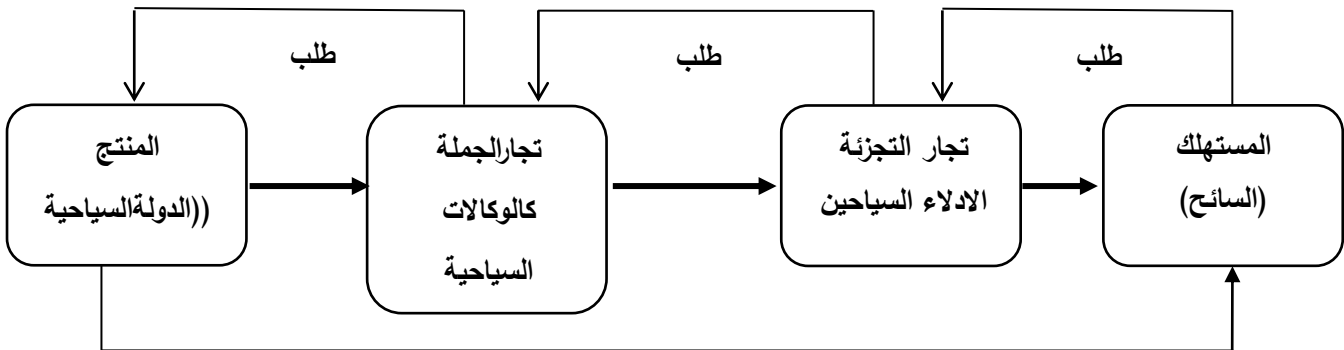 طلب
طلب
طلب
المستهلك
(السائح)
تجار التجزئة
الادلاء السياحين
تجارالجملة
كالوكالات
السياحية
المنتج
((الدولةالسياحية